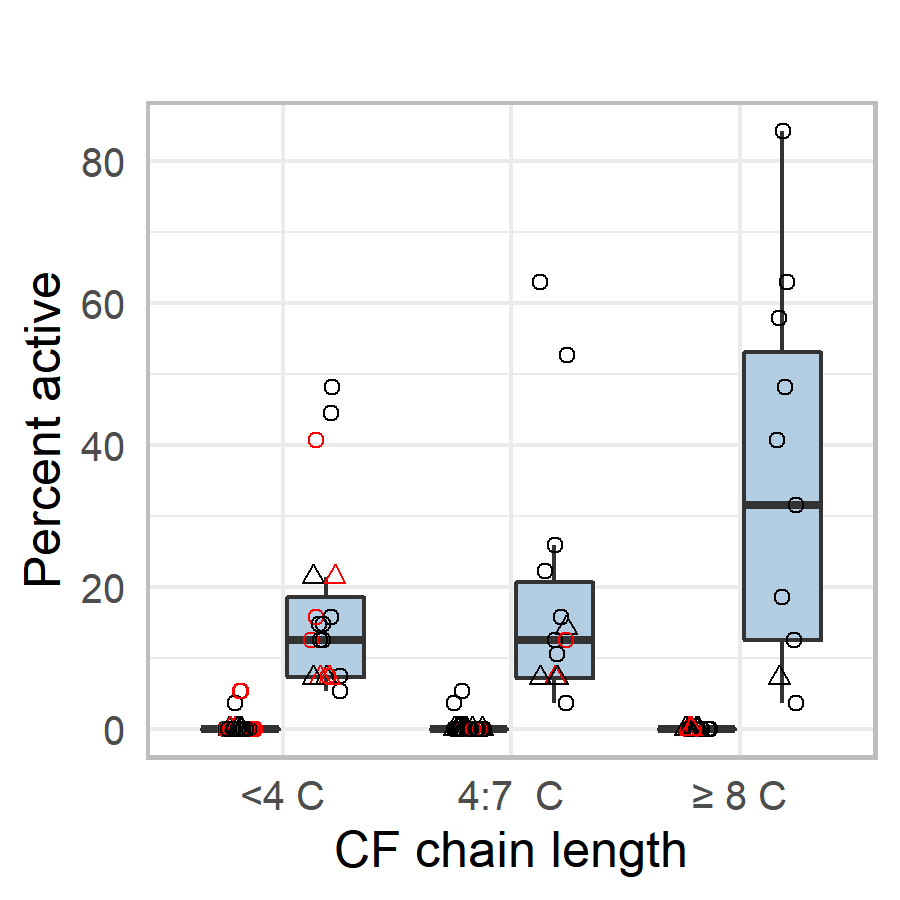 Percent active
80
60
40
20
0
<4 C
4:7  C
≥ 8 C
CF chain length